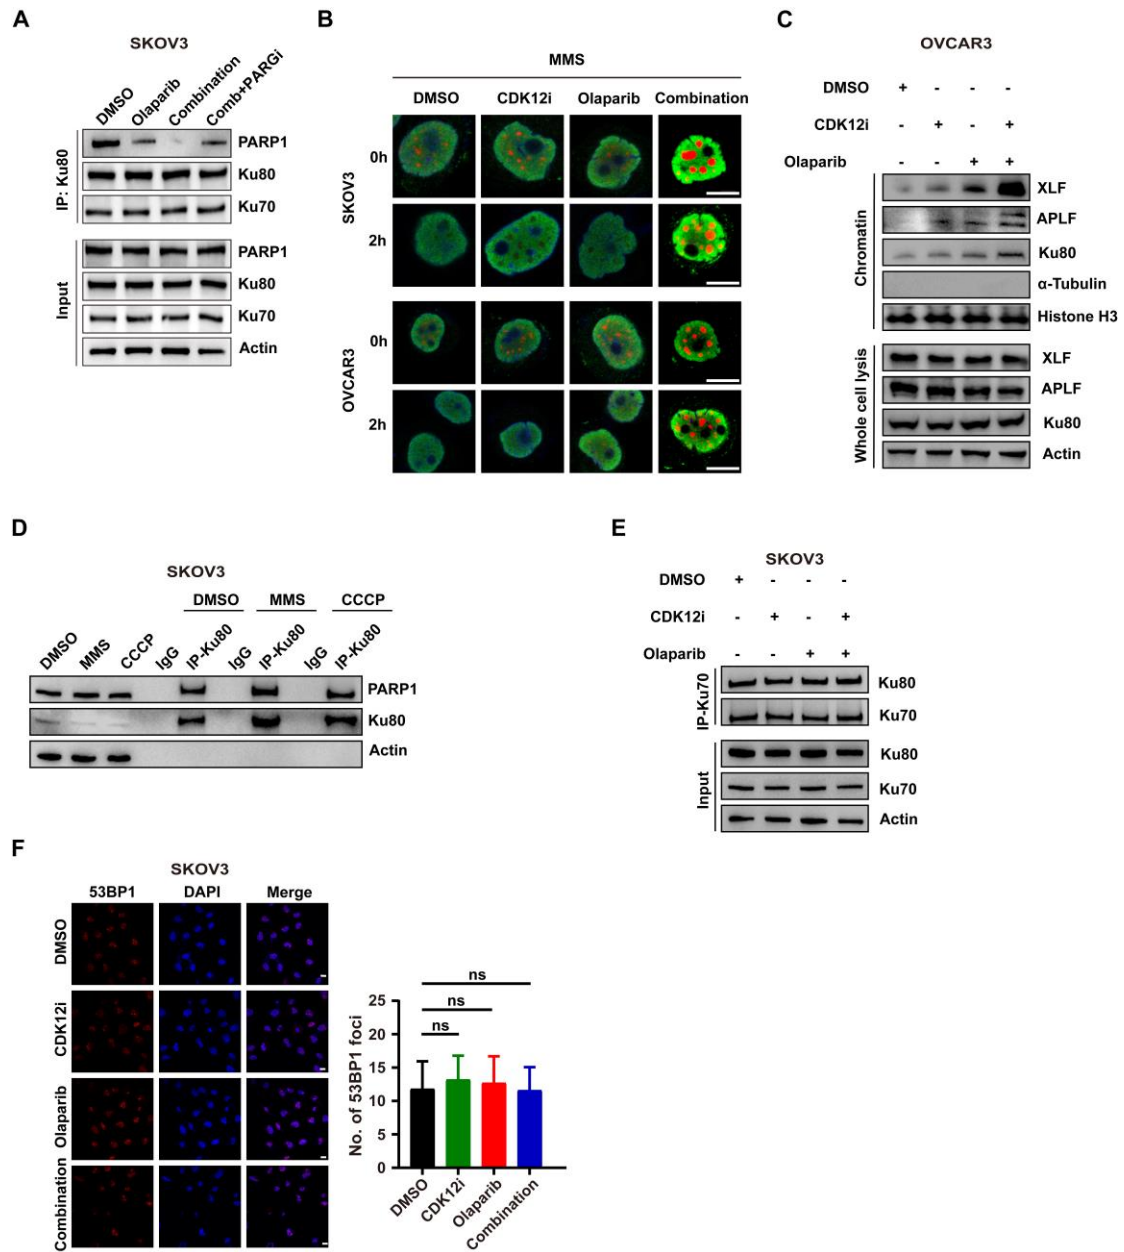 A
SKOV3
DMSO
Olaparib
Combination
Comb+PARGi
IP: Ku80
PARP1
Ku80
Ku70
Input
PARP1
Ku80
Ku70
Actin
B
MMS
DMSO CDK12i Olaparib Combination
SKOV3
0h
2h
OVCAR3
0h
2h
C
OVCAR3
DMSO + - - -
CDK12i - + - +
Olaparib - - + +
Chromatin
XLF
APLF
Ku80
α-Tubulin
Histone H3
Whole cell lysis
XLF
APLF
Ku80
Actin
D
SKOV3
DMSO MMS CCCP
DMSO MMS CCCP IgG IP-Ku80 IgG IP-Ku80 IgG IP-Ku80
PARP1
Ku80
Actin
E
SKOV3
DMSO + - - -
CDK12i - + - +
Olaparib - - + +
IP-Ku70
Ku80
Ku70
Input
Ku80
Ku70
Actin
F
SKOV3
53BP1 DAPI Merge
DMSO
CDK12i
Olaparib
Combination
No. of 53BP1 foci
25
20
15
10
5
0
ns
ns
ns
DMSO
CDK12i
Olaparib
Combination